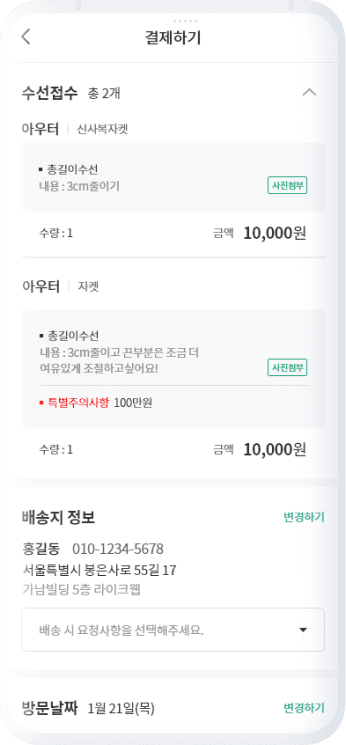 결제하기
수선접수 총 2개
아우터 신사복자켓
총길이수선
내용 : 3cm줄이기
사진첨부
수량 : 1 금액 10,000원
아우터 자켓
총길이수선
내용 : 3cm줄이고 끈부분은 조금 더
여유있게 조절하고싶어요!
사진첨부
특별주의사항 100만원
수량 : 1 금액 10,000원
배송지 정보 변경하기
홍길동 010-1234-5678
서울특별시 봉은사로 55길 17
가남빌딩 5층 라이크웹
배송 시 요청사항을 선택해주세요.
방문날짜 1월 21일(목) 변경하기